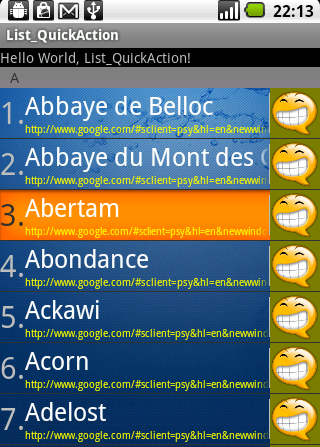 22:13
List_QuickAction
Hello World, List_QuickAction!
A
1. Abbaye de Belloc
http://www.google.com/#sclient=psy&hl=en&newwin
2. Abbaye du Mont des
http://www.google.com/#sclient=psy&hl=en&newwin
3. Abertam
http://www.google.com/#sclient=psy&hl=en&newwind
4. Abondance
http://www.google.com/#sclient=psy&hl=en&newwin
5. Ackawi
http://www.google.com/#sclient=psy&hl=en&newwin
6. Acorn
http://www.google.com/#sclient=psy&hl=en&newwin
7. Adelost
http://www.google.com/#sclient=psy&hl=en&newwin